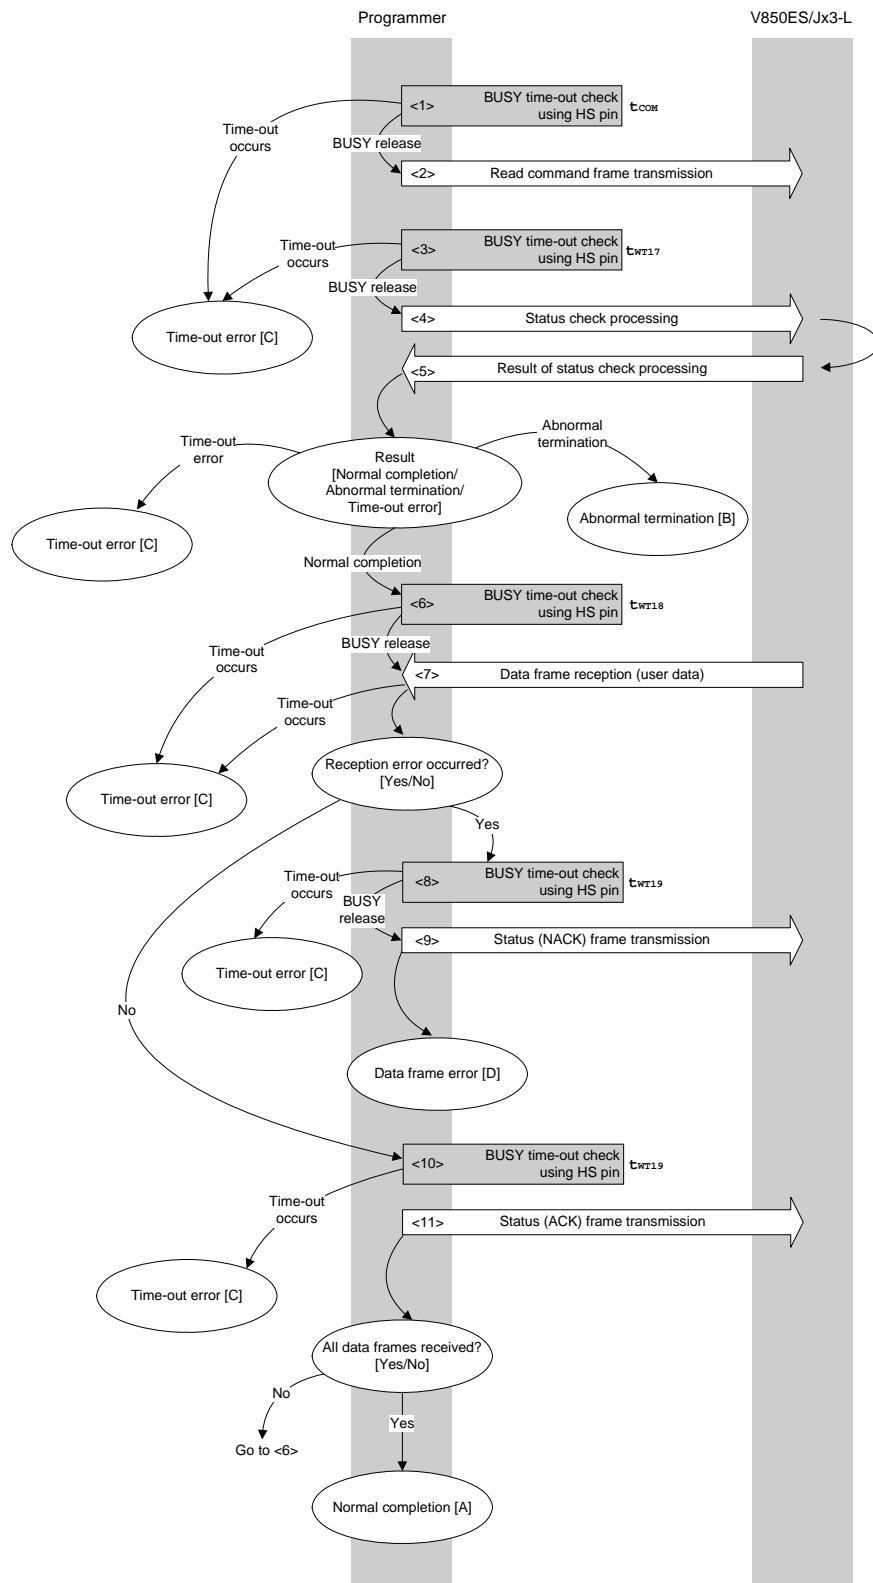 Programmer
V850ES/Jx3-L
<1>
BUSY time-out check
using HS pin
tCOM
Time-out
occurs
BUSY release
<2>
Read command frame transmission
<3>
BUSY time-out check
using HS pin
tWT17
Time-out
occurs
BUSY release
<4>
Status check processing
Time-out error [C]
<5>
Result of status check processing
Time-out
error
Result
[Normal completion/
Abnormal termination/
Time-out error]
Abnormal
termination
Abnormal termination [B]
Time-out error [C]
Normal completion
<6>
BUSY time-out check
using HS pin
tWT18
Time-out
occurs
BUSY release
<7>
Data frame reception (user data)
Time-out
occurs
Reception error occurred?
[Yes/No]
Time-out error [C]
Yes
<8>
BUSY time-out check
using HS pin
tWT19
Time-out
occurs
BUSY
release
<9>
Status (NACK) frame transmission
Time-out error [C]
No
Data frame error [D]
<10>
BUSY time-out check
using HS pin
tWT19
Time-out
occurs
<11>
Status (ACK) frame transmission
Time-out error [C]
All data frames received?
[Yes/No]
No
Yes
Go to <6>
Normal completion [A]